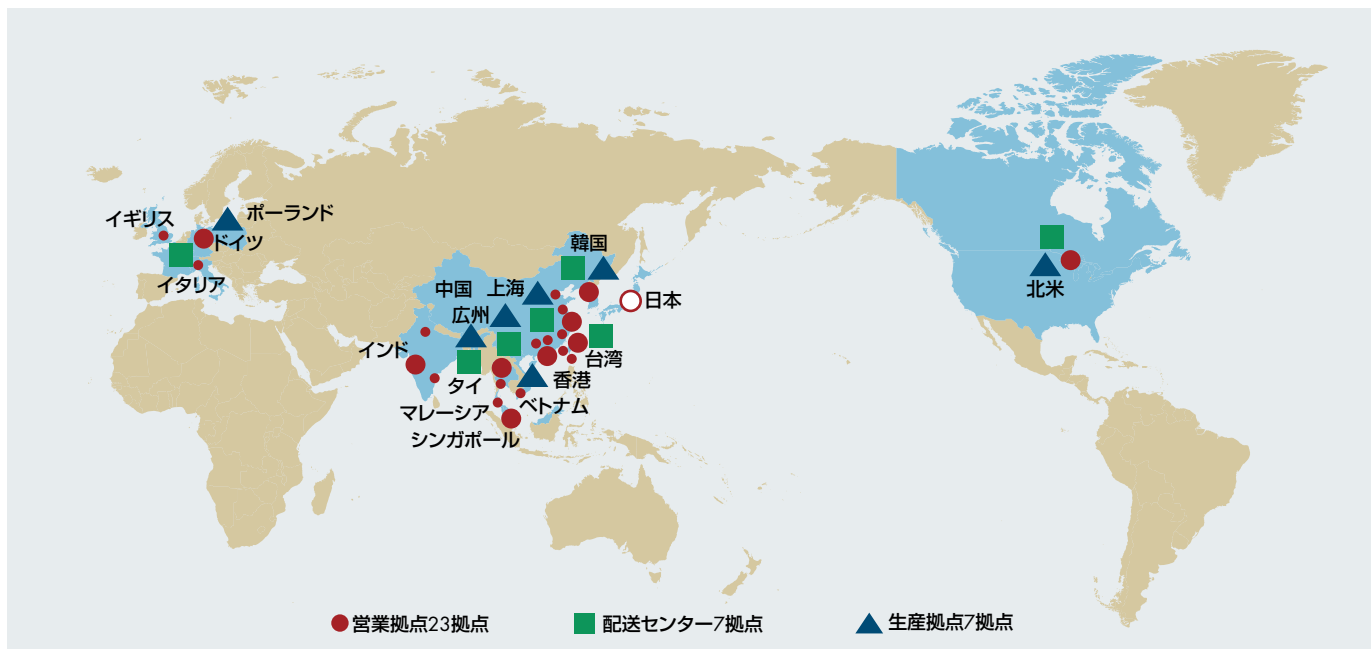 イギリス
ポーランド
ドイツ
イタリア
韓国
中国
上海
日本
広州
インド
台湾
タイ
香港
マレーシア
ベトナム
シンガポール
北米
営業拠点23拠点
配送センター7拠点
生産拠点7拠点